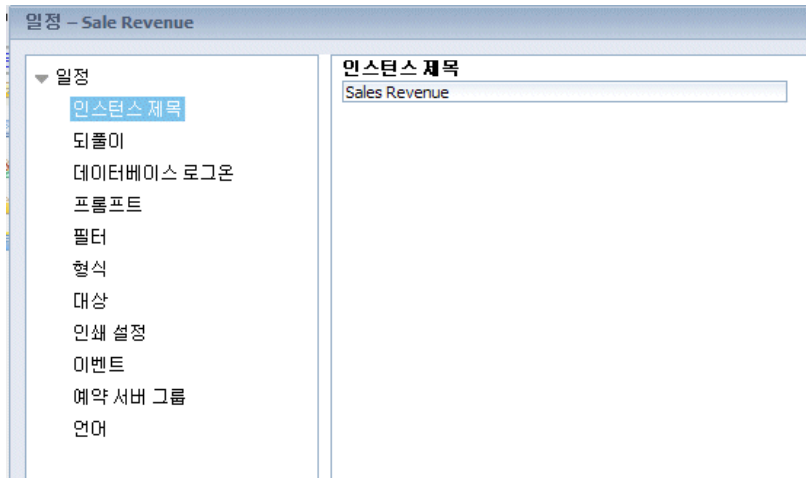 일정 – Sale Revenue
일정
인스턴스 제목
되풀이
데이터베이스 로그온
프롬프트
필터
형식
대상
인쇄 설정
이벤트
예약 서버 그룹
언어
인스턴스 제목
Sales Revenue